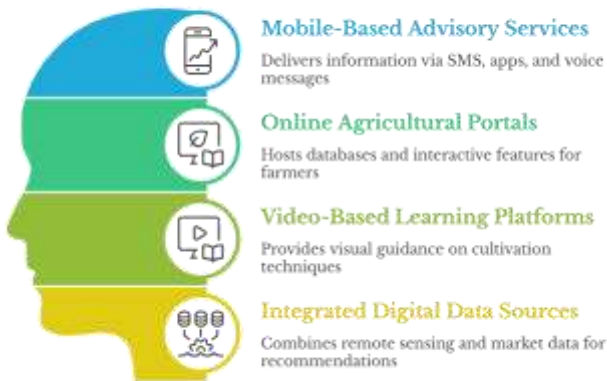 Mobile-Based Advisory Services
Delivers information via SMS, apps, and voice
messages
Online Agricultural Portals
Hosts databases and interactive features for
farmers
Video-Based Learning Platforms
Provides visual guidance on cultivation
techniques
Integrated Digital Data Sources
Combines remote sensing and market data for
recommendations